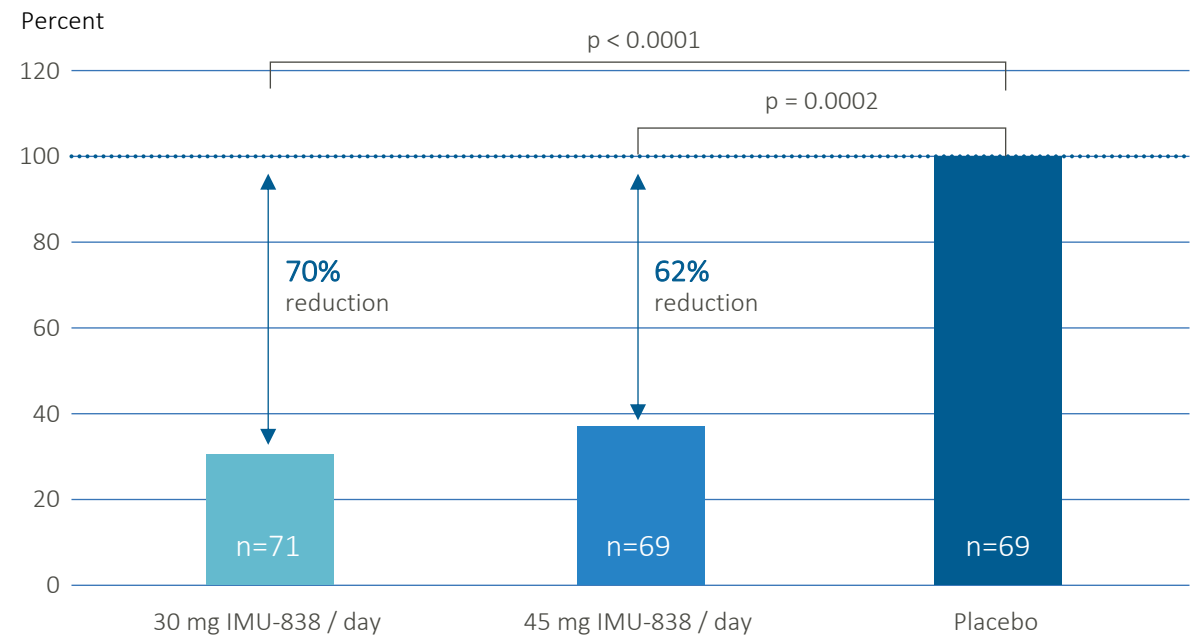 Percent
p < 0.0001
120
p = 0.0002
100
80
70%
reduction
62%
reduction
60
40
20
n=71
n=69
n=69
0
30 mg IMU-838 / day
45 mg IMU-838 / day
Placebo